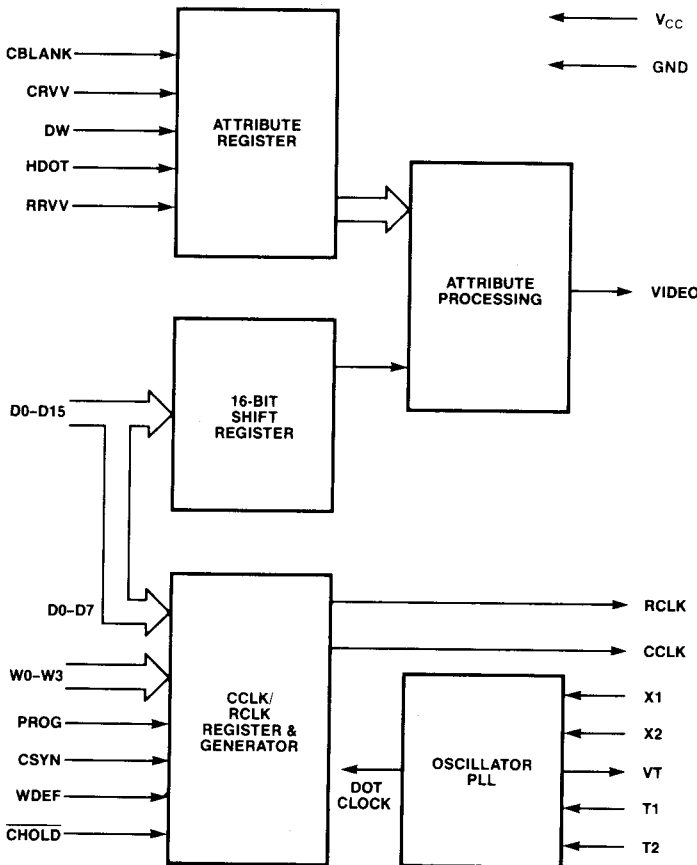 V_CC
GND
CBLANK
CRVV
DW
HDOT
RRVV
ATTRIBUTE
REGISTER
ATTRIBUTE
PROCESSING
VIDEO
D0–D15
16-BIT
SHIFT
REGISTER
D0–D7
W0–W3
PROG
CSYN
WDEF
CHOLD
CCLK/
RCLK
REGISTER &
GENERATOR
RCLK
CCLK
DOT
CLOCK
OSCILLATOR
PLL
X1
X2
VT
T1
T2